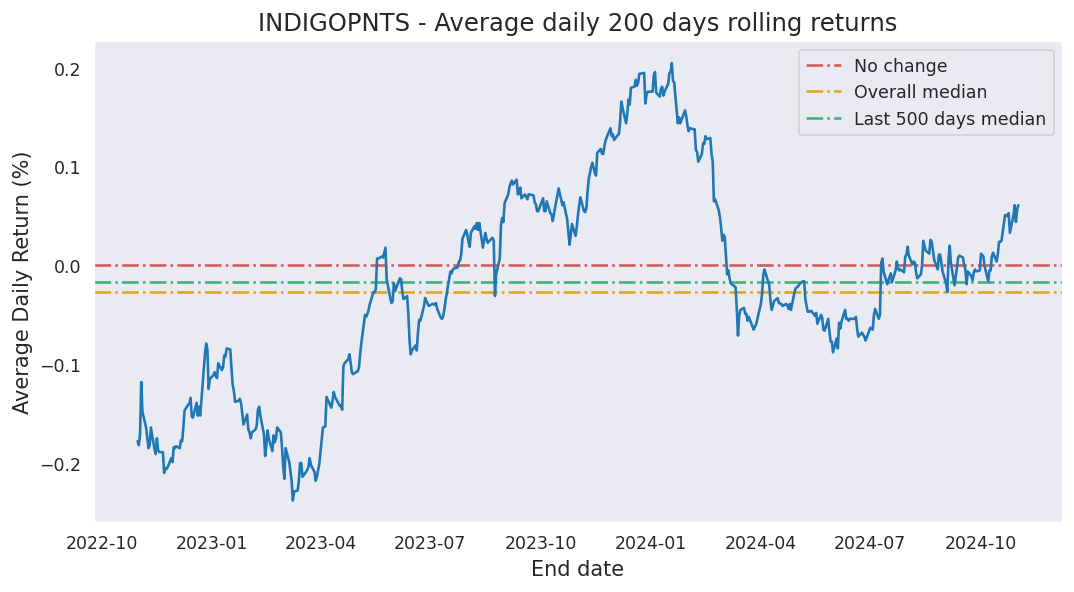 INDIGOPNTS - Average daily 200 days rolling returns
No change
Overall median
Last 500 days median
Average Daily Return (%)
0.2
0.1
0.0
−0.1
−0.2
2022-10 2023-01 2023-04 2023-07 2023-10 2024-01 2024-04 2024-07 2024-10
End date